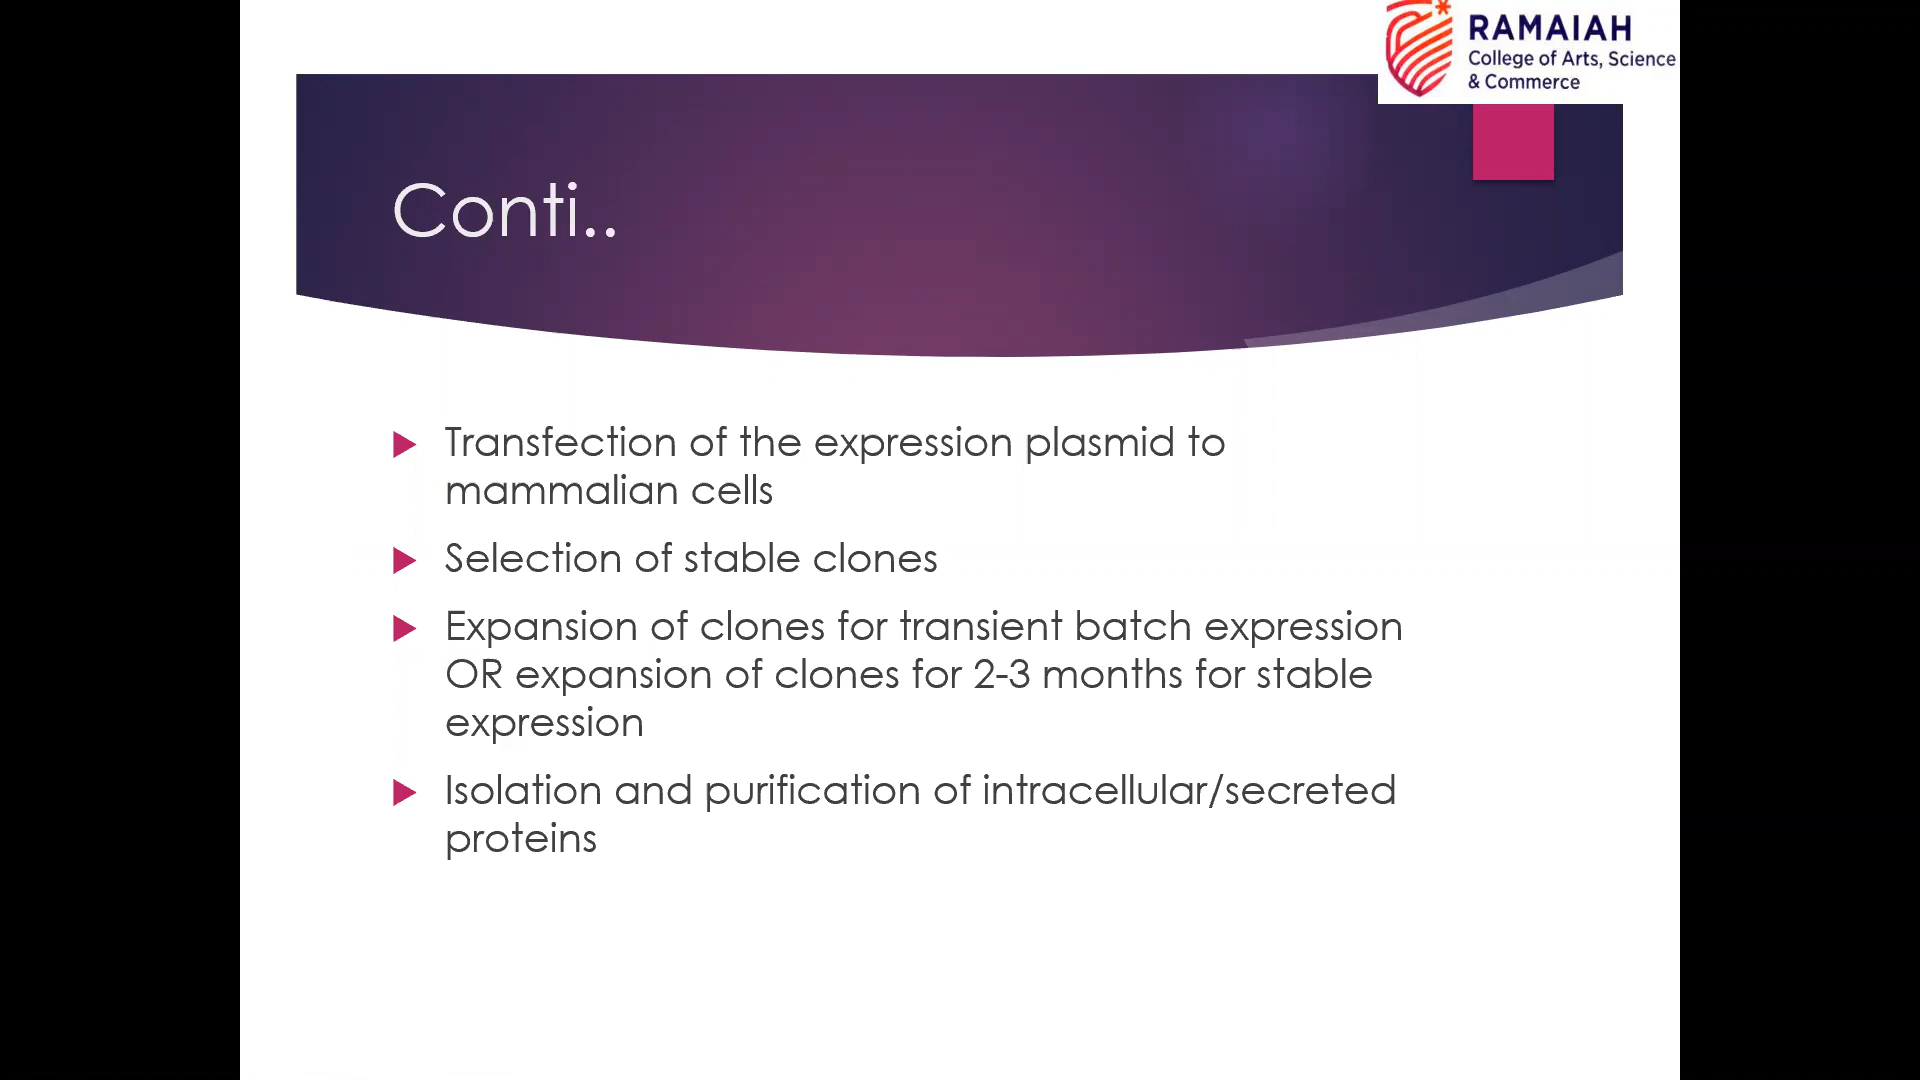 RAMAIAH
College of Arts, Science
& Commerce
Conti..
Transfection of the expression plasmid to
mammalian cells
Selection of stable clones
Expansion of clones for transient batch expression
OR expansion of clones for 2-3 months for stable
expression
Isolation and purification of intracellular/secreted
proteins